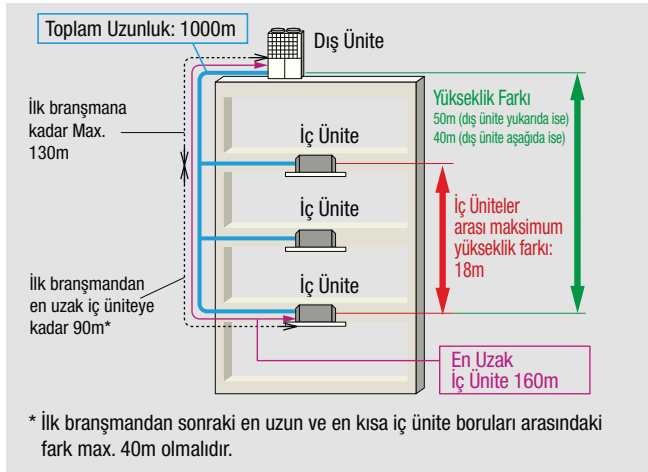 Toplam Uzunluk: 1000m
Dış Ünite
İlk branşmana
kadar Max.
130m
Yükseklik Farkı
50m (dış ünite yukarıda ise)
40m (dış ünite aşağıda ise)
İç Ünite
İç Ünite
İç Üniteler
arası maksimum
yükseklik farkı:
18m
İç Ünite
İlk branşmandan
en uzak iç üniteye
kadar 90m*
En Uzak
İç Ünite 160m
* İlk branşmandan sonraki en uzun ve en kısa iç ünite boruları arasındaki
fark max. 40m olmalıdır.